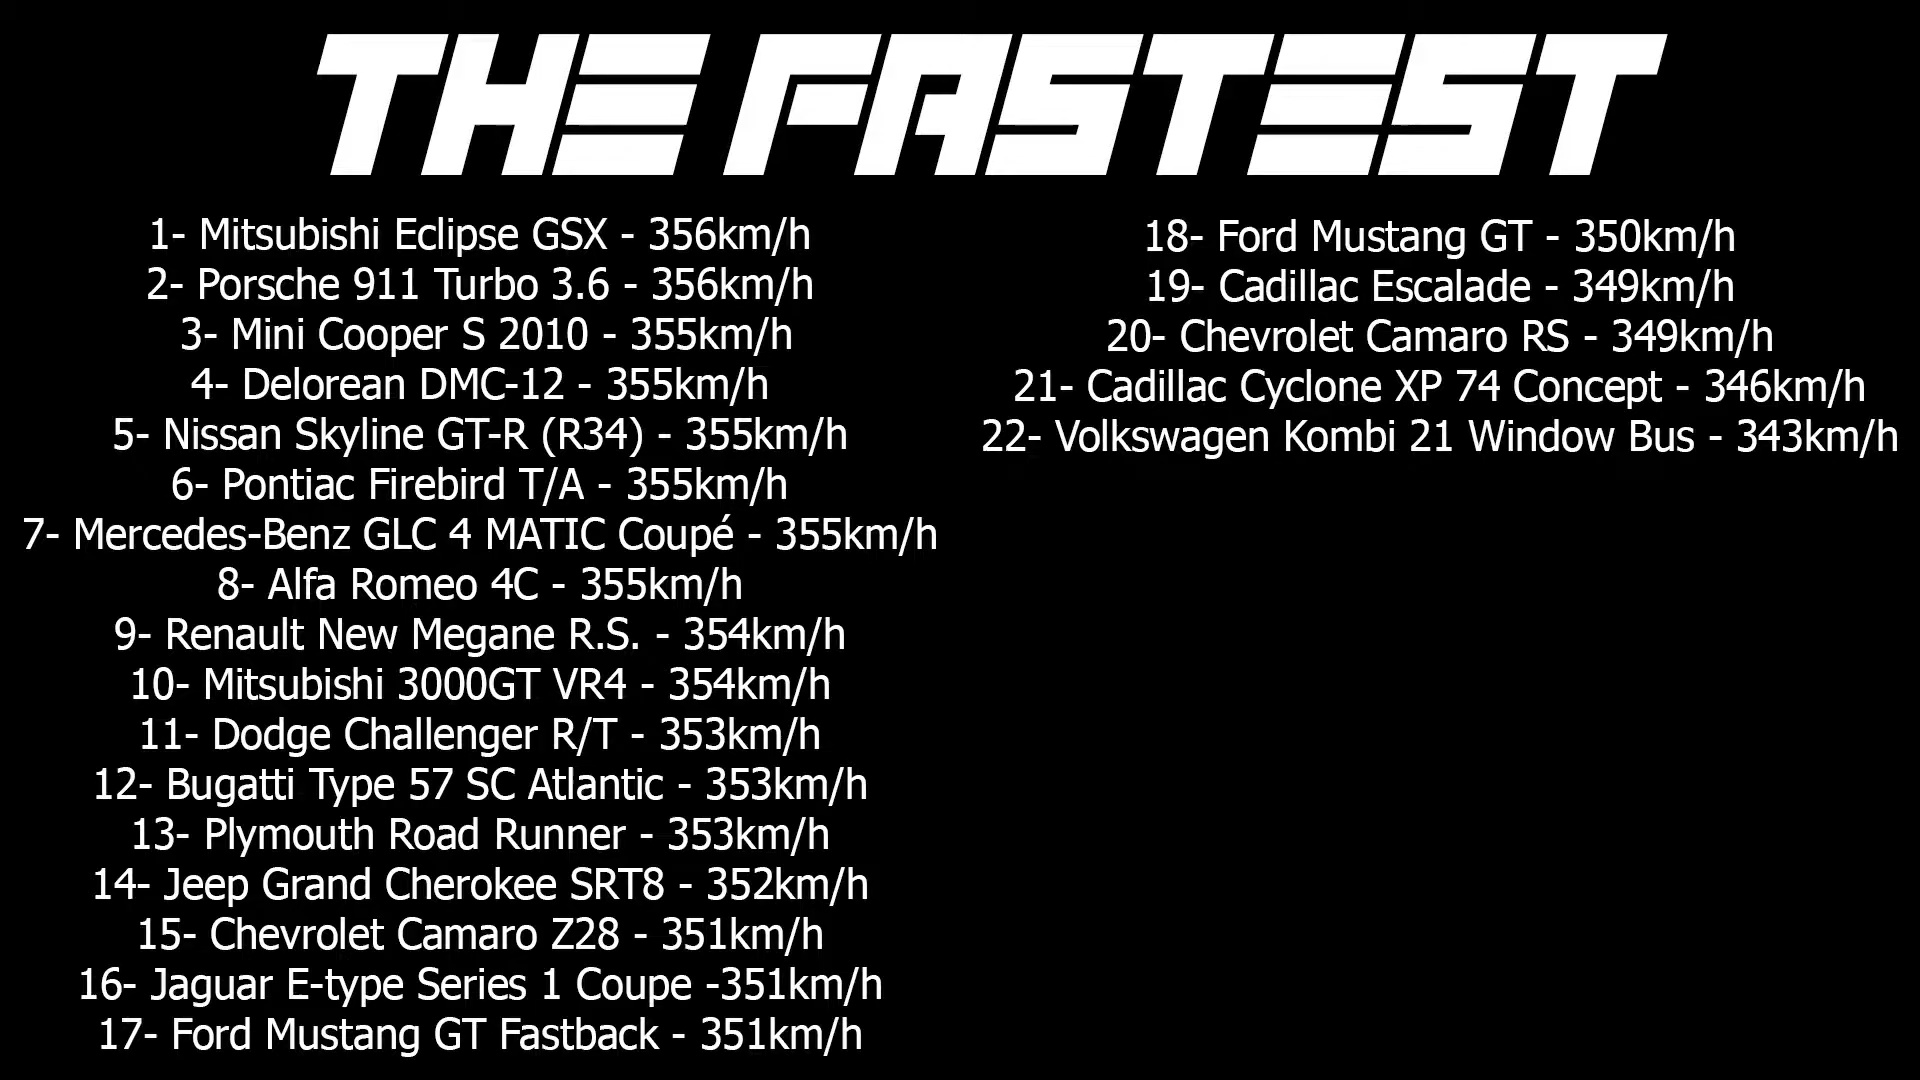 THE FASTEST
1- Mitsubishi Eclipse GSX - 356km/h
2- Porsche 911 Turbo 3.6 - 356km/h
3- Mini Cooper S 2010 - 355km/h
4- Delorean DMC-12 - 355km/h
5- Nissan Skyline GT-R (R34) - 355km/h
6- Pontiac Firebird T/A - 355km/h
7- Mercedes-Benz GLC 4 MATIC Coupé - 355km/h
8- Alfa Romeo 4C - 355km/h
9- Renault New Megane R.S. - 354km/h
10- Mitsubishi 3000GT VR4 - 354km/h
11- Dodge Challenger R/T - 353km/h
12- Bugatti Type 57 SC Atlantic - 353km/h
13- Plymouth Road Runner - 353km/h
14- Jeep Grand Cherokee SRT8 - 352km/h
15- Chevrolet Camaro Z28 - 351km/h
16- Jaguar E-type Series 1 Coupe -351km/h
17- Ford Mustang GT Fastback - 351km/h
18- Ford Mustang GT - 350km/h
19- Cadillac Escalade - 349km/h
20- Chevrolet Camaro RS - 349km/h
21- Cadillac Cyclone XP 74 Concept - 346km/h
22- Volkswagen Kombi 21 Window Bus - 343km/h